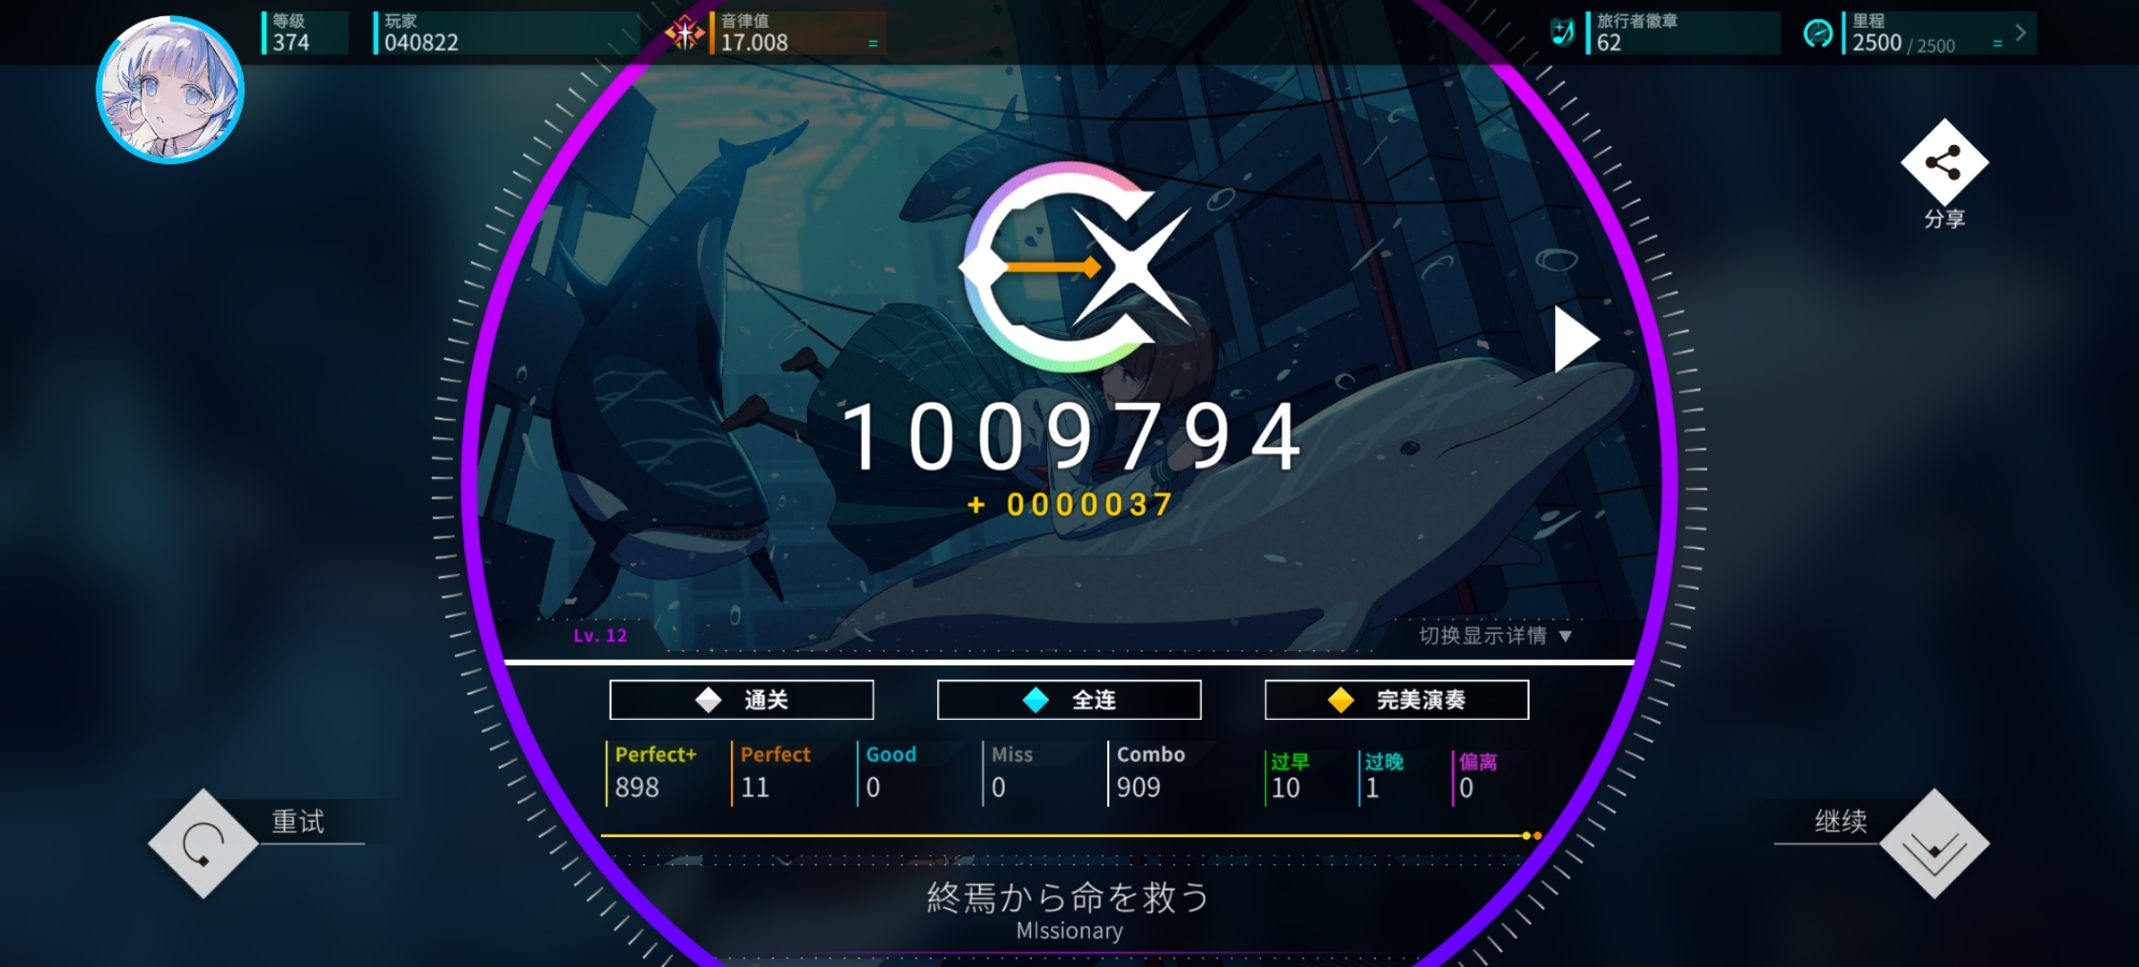 等级
374
玩家
040822
音律值
17.008
=
旅行者徽章
62
里程
2500 / 2500
=
分享
EX
1009794
+ 0000037
Lv. 12
切换显示详情 ▼
通关
全连
完美演奏
Perfect+
898
Perfect
11
Good
0
Miss
0
Combo
909
过早
10
过晚
1
偏离
0
重试
继续
終焉から命を救う
MIssionary